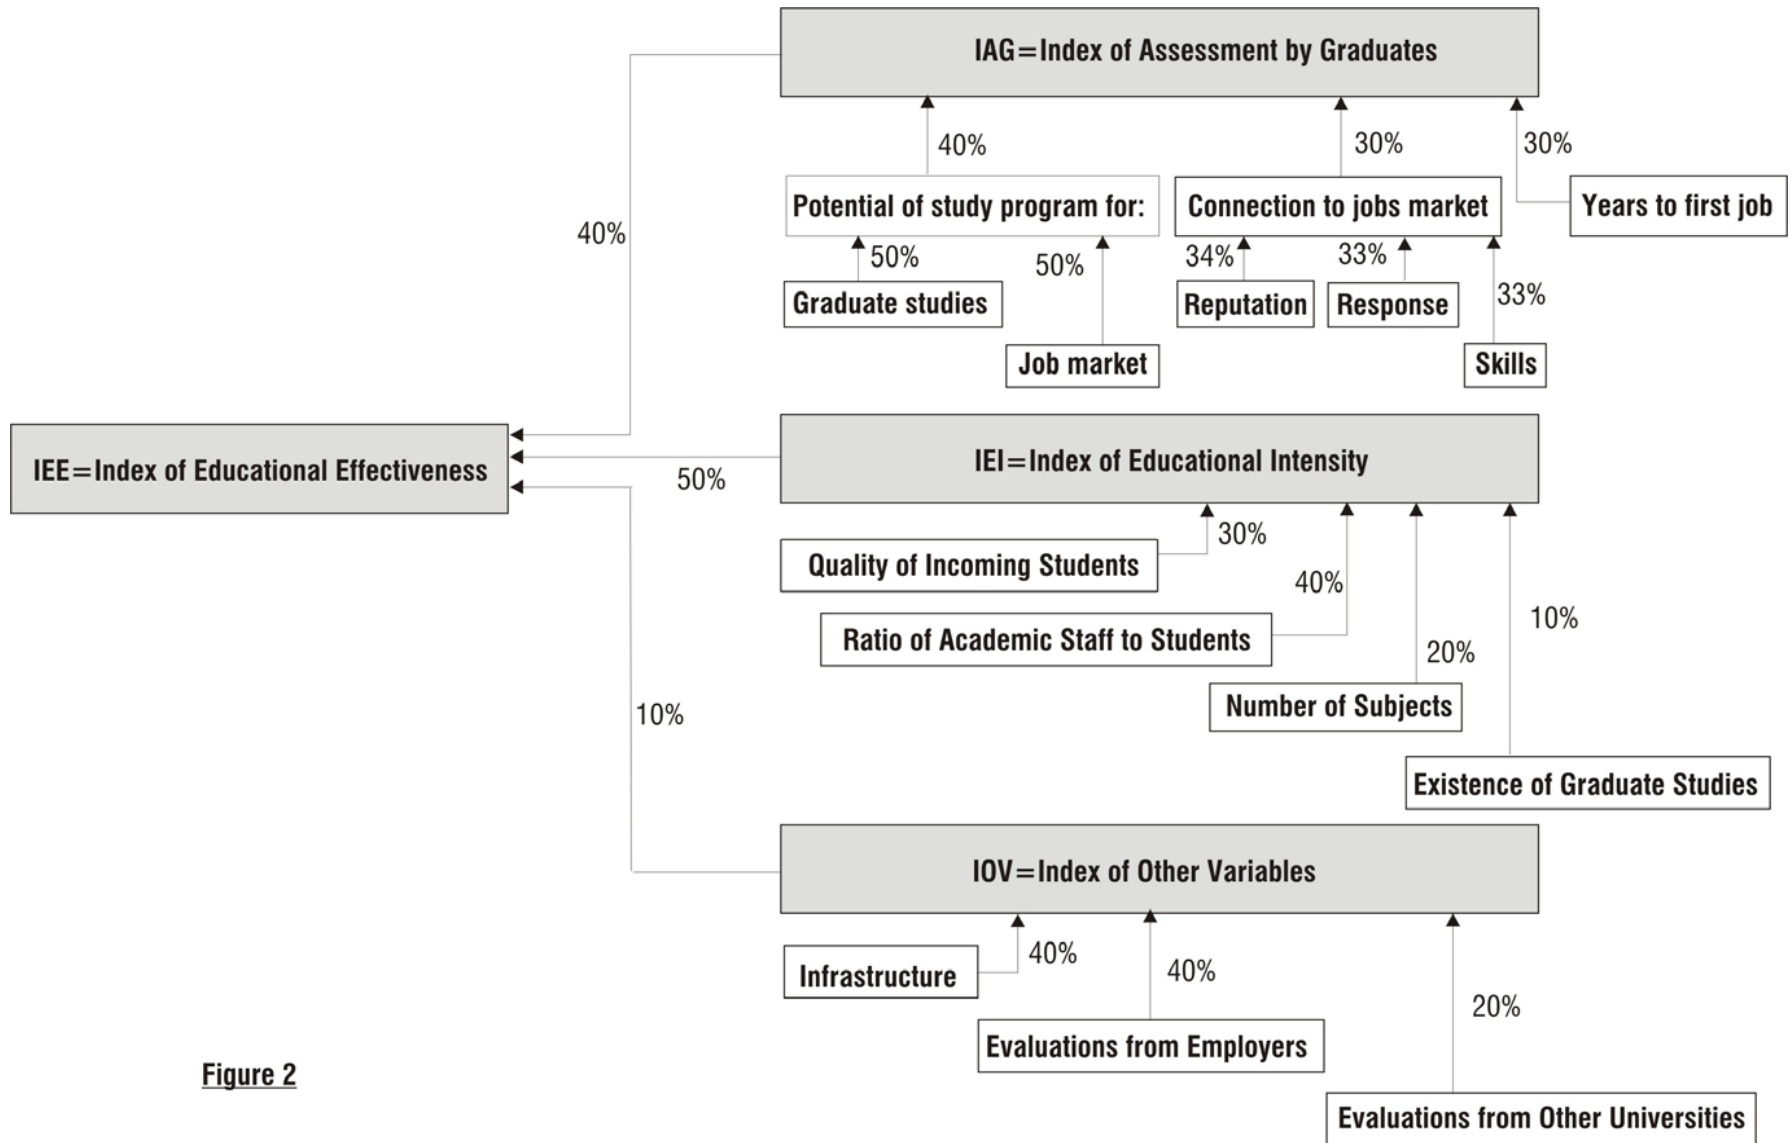 IAG=Index of Assessment by Graduates
40%
30%
30%
Potential of study program for:
Connection to jobs market
Years to first job
40%
50%
50%
34%
33%
33%
Graduate studies
Reputation
Response
Job market
Skills
IEE=Index of Educational Effectiveness
50%
IEI=Index of Educational Intensity
30%
Quality of Incoming Students
40%
10%
Ratio of Academic Staff to Students
20%
Number of Subjects
10%
Existence of Graduate Studies
IOV=Index of Other Variables
40%
40%
20%
Infrastructure
Evaluations from Employers
Evaluations from Other Universities
Figure 2